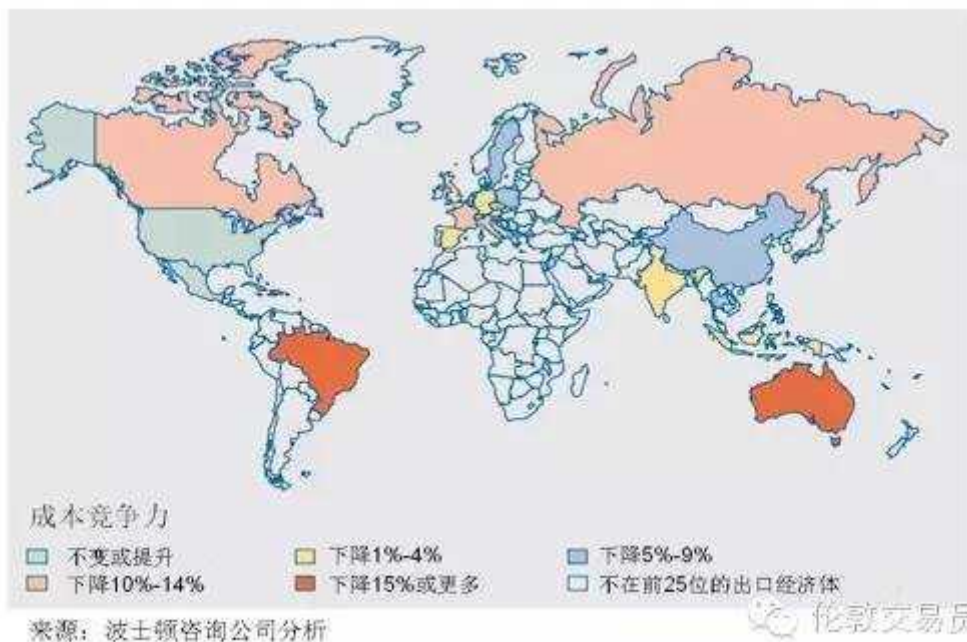 成本竞争力
不变或提升 下降1%-4% 下降5%-9%
下降10%-14% 下降15%或更多 不在前25位的出口经济体
来源：波士顿咨询公司分析
伦敦交易员